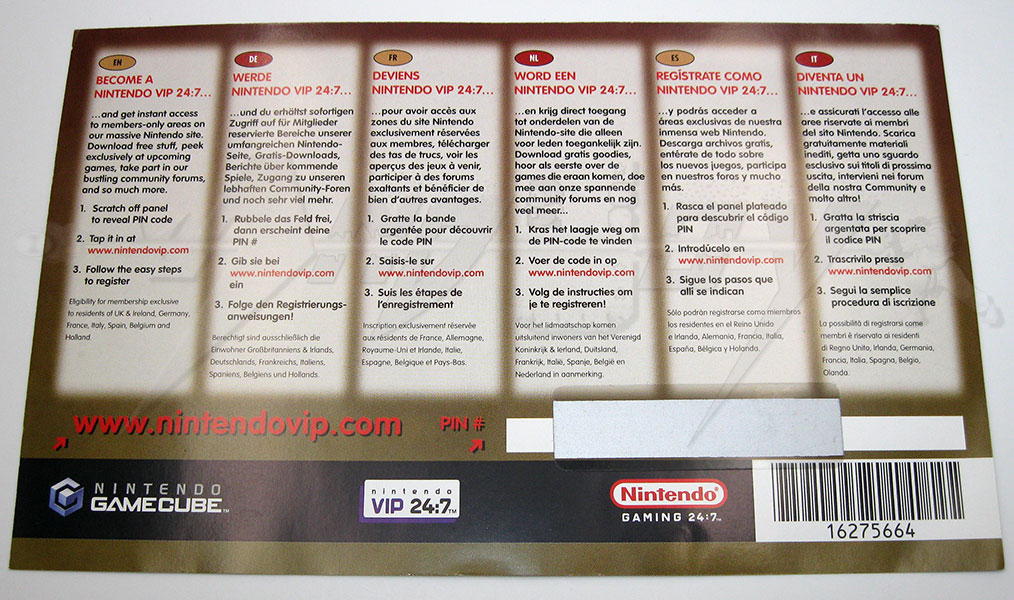 EN
BECOME A
NINTENDO VIP 24:7...
...and get instant access
to members-only areas on
our massive Nintendo site.
Download free stuff, peek
exclusively at upcoming
games, take part in our
bustling community forums,
and so much more.
1. Scratch off panel
to reveal PIN code
2. Tap it in at
www.nintendovip.com
3. Follow the easy steps
to register
Eligibility for membership exclusive
to residents of UK & Ireland, Germany,
France, Italy, Spain, Belgium and
Holland.
DE
WERDE
NINTENDO VIP 24:7...
...und du erhältst sofortigen
Zugriff auf für Mitglieder
reservierte Bereiche unserer
umfangreichen Nintendo-
Seite, Gratis-Downloads,
Berichte über kommende
Spiele, Zugang zu unseren
lebhaften Community-Foren
und noch sehr viel mehr.
1. Rubbele das Feld frei,
dann erscheint deine
PIN #
2. Gib sie bei
www.nintendovip.com
ein
3. Folge den Registrierungs-
anweisungen!
Berechtigt sind ausschließlich die
Einwohner Großbritanniens & Irlands,
Deutschlands, Frankreichs, Italiens,
Spaniens, Belgiens und Hollands.
FR
DEVIENS
NINTENDO VIP 24:7...
...pour avoir accès aux
zones du site Nintendo
exclusivement réservées
aux membres, télécharger
des tas de trucs, voir les
aperçus des jeux à venir,
participer à des forums
exaltants et bénéficier de
bien d'autres avantages.
1. Gratte la bande
argentée pour découvrir
le code PIN
2. Saisis-le sur
www.nintendovip.com
3. Suis les étapes de
l'enregistrement
Inscription exclusivement réservée
aux résidents de France, Allemagne,
Royaume-Uni et Irlande, Italie,
Espagne, Belgique et Pays-Bas.
NL
WORD EEN
NINTENDO VIP 24:7...
...en krijg direct toegang
tot onderdelen van de
Nintendo-site die alleen
voor leden toegankelijk zijn.
Download gratis goodies,
hoor als eerste over de
games die eraan komen, doe
mee aan onze spannende
community forums en nog
veel meer...
1. Kras het laagje weg om
de PIN-code te vinden
2. Voer de code in op
www.nintendovip.com
3. Volg de instructies om
je te registreren!
Voor het lidmaatschap komen
uitsluitend inwoners van het Verenigd
Koninkrijk & Ierland, Duitsland,
Frankrijk, Italië, Spanje, België en
Nederland in aanmerking.
ES
REGÍSTRATE COMO
NINTENDO VIP 24:7...
...y podrás acceder a
áreas exclusivas de nuestra
inmensa web Nintendo.
Descarga archivos gratis,
entérate de todo sobre
los nuevos juegos, participa
en nuestros foros y mucho
más.
1. Rasca el panel plateado
para descubrir el código
PIN
2. Introdúcelo en
www.nintendovip.com
3. Sigue los pasos que
allí se indican
Sólo podrán registrarse como miembros
los residentes en el Reino Unido
e Irlanda, Alemania, Francia, Italia,
España, Bélgica y Holanda.
IT
DIVENTA UN
NINTENDO VIP 24:7...
...e assicurati l'accesso alle
aree riservate ai membri
del sito Nintendo. Scarica
gratuitamente materiali
inediti, getta uno sguardo
esclusivo sui titoli di prossima
uscita, intervieni nei forum
della nostra Community e
molto altro!
1. Gratta la striscia
argentata per scoprire
il codice PIN
2. Trascrivilo presso
www.nintendovip.com
3. Segui la semplice
procedura di iscrizione
La possibilità di registrarsi come
membri è riservata ai residenti
di Regno Unito, Irlanda, Germania,
Francia, Italia, Spagna, Belgio,
Olanda.
www.nintendovip.com
PIN #
NINTENDO
GAMECUBE™
nintendo
VIP 24:7™
Nintendo®
GAMING 24:7™
16275664